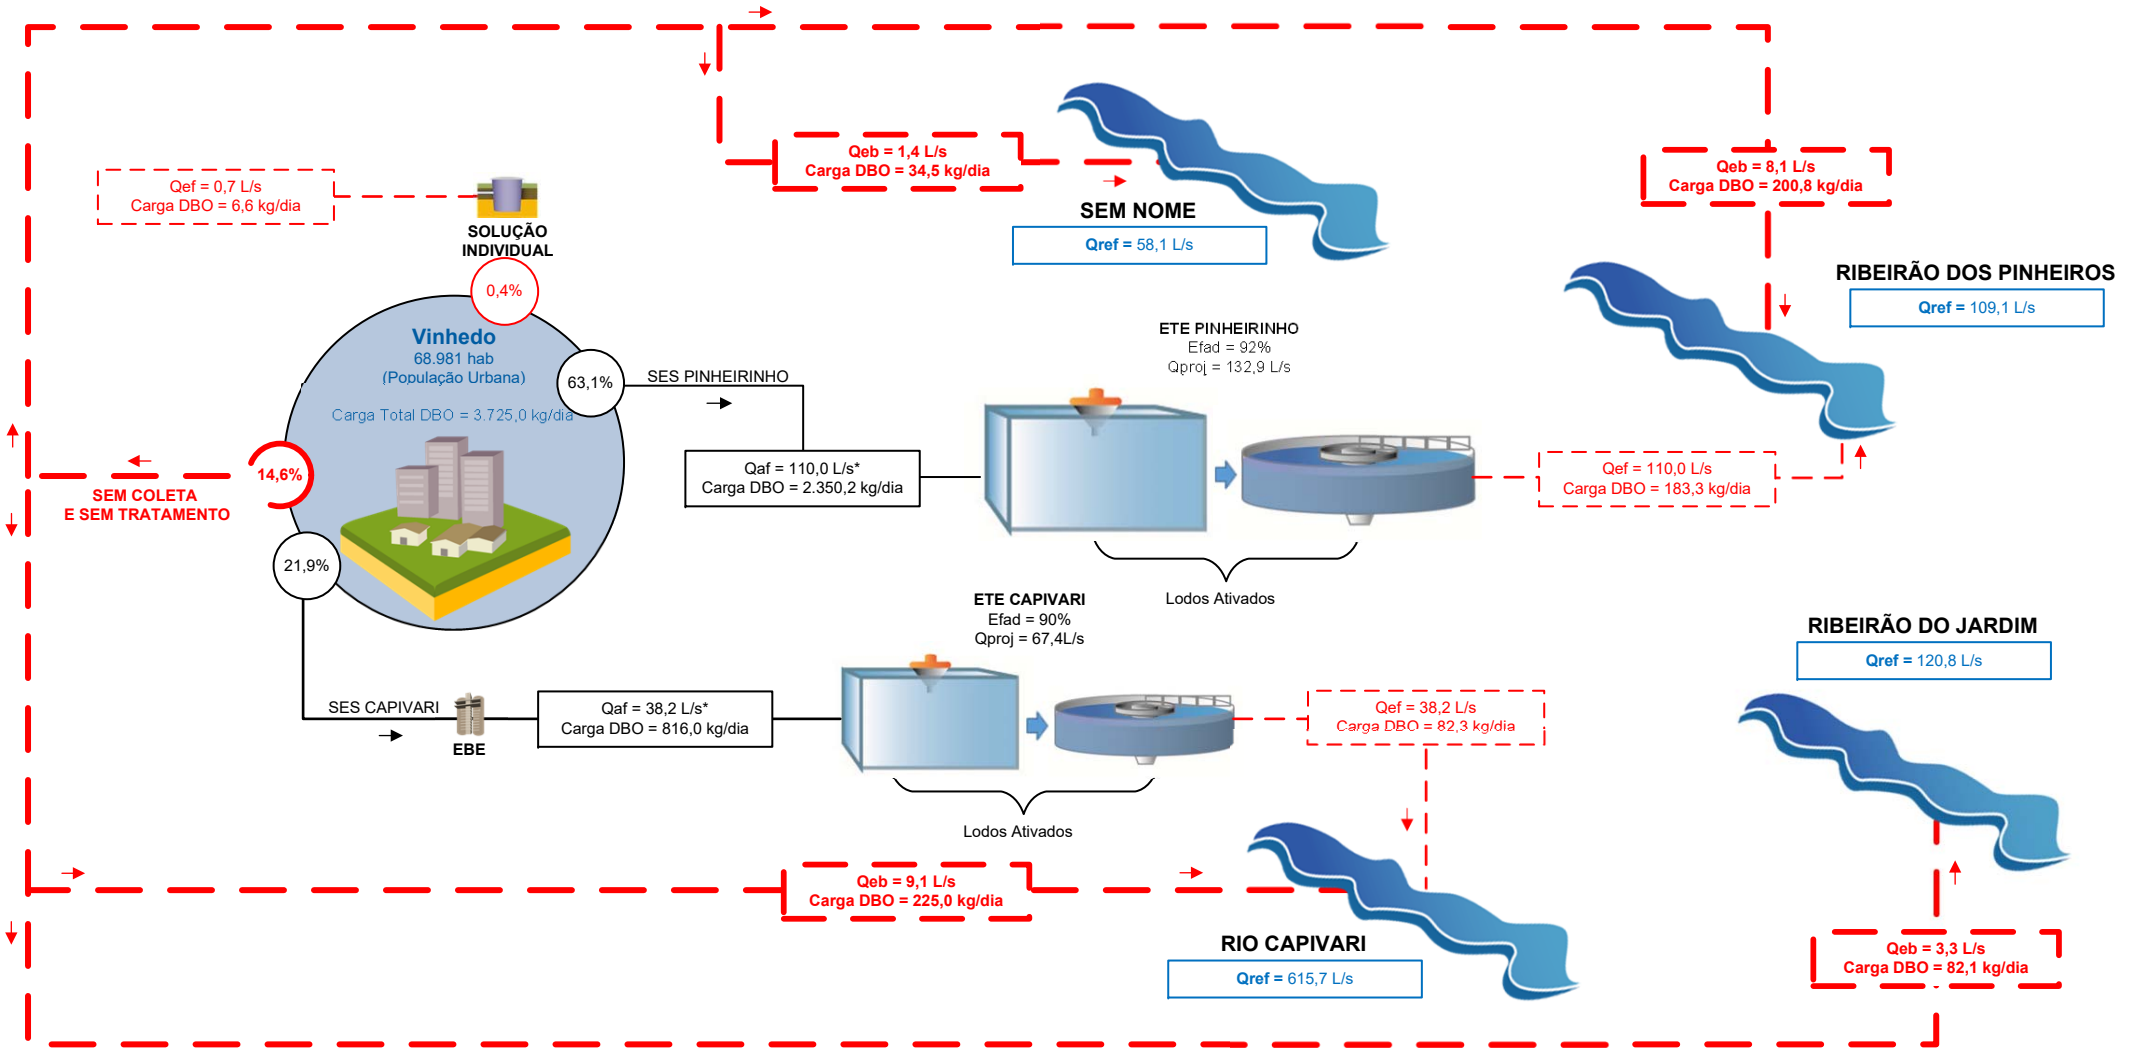 Qeb = 1,4 L/s
Carga DBO = 34,5 kg/dia
Qeb = 8,1 L/s
Carga DBO = 200,8 kg/dia
Qef = 0,7 L/s
Carga DBO = 6,6 kg/dia
SOLUÇÃO
INDIVIDUAL
SEM NOME
Qref = 58,1 L/s
RIBEIRÃO DOS PINHEIROS
Qref = 109,1 L/s
0,4%
Vinhedo
68.981 hab
(População Urbana)
Carga Total DBO = 3.725,0 kg/dia
63,1%
SES PINHEIRINHO
ETE PINHEIRINHO
Efad = 92%
Qproj = 132,9 L/s
14,6%
SEM COLETA
E SEM TRATAMENTO
Qaf = 110,0 L/s*
Carga DBO = 2.350,2 kg/dia
Qef = 110,0 L/s
Carga DBO = 183,3 kg/dia
21,9%
Lodos Ativados
ETE CAPIVARI
Efad = 90%
Qproj = 67,4L/s
RIBEIRÃO DO JARDIM
Qref = 120,8 L/s
SES CAPIVARI
EBE
Qaf = 38,2 L/s*
Carga DBO = 816,0 kg/dia
Qef = 38,2 L/s
Carga DBO = 82,3 kg/dia
Lodos Ativados
Qeb = 9,1 L/s
Carga DBO = 225,0 kg/dia
RIO CAPIVARI
Qref = 615,7 L/s
Qeb = 3,3 L/s
Carga DBO = 82,1 kg/dia